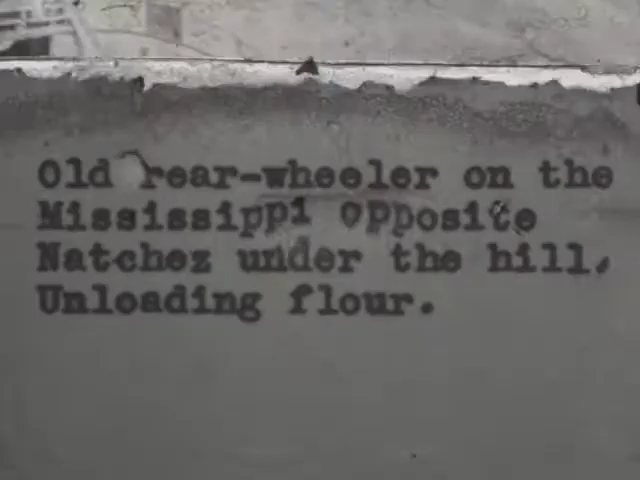 Old rear-wheeler on the
Mississippi opposite
Natchez under the hill.
Unloading flour.